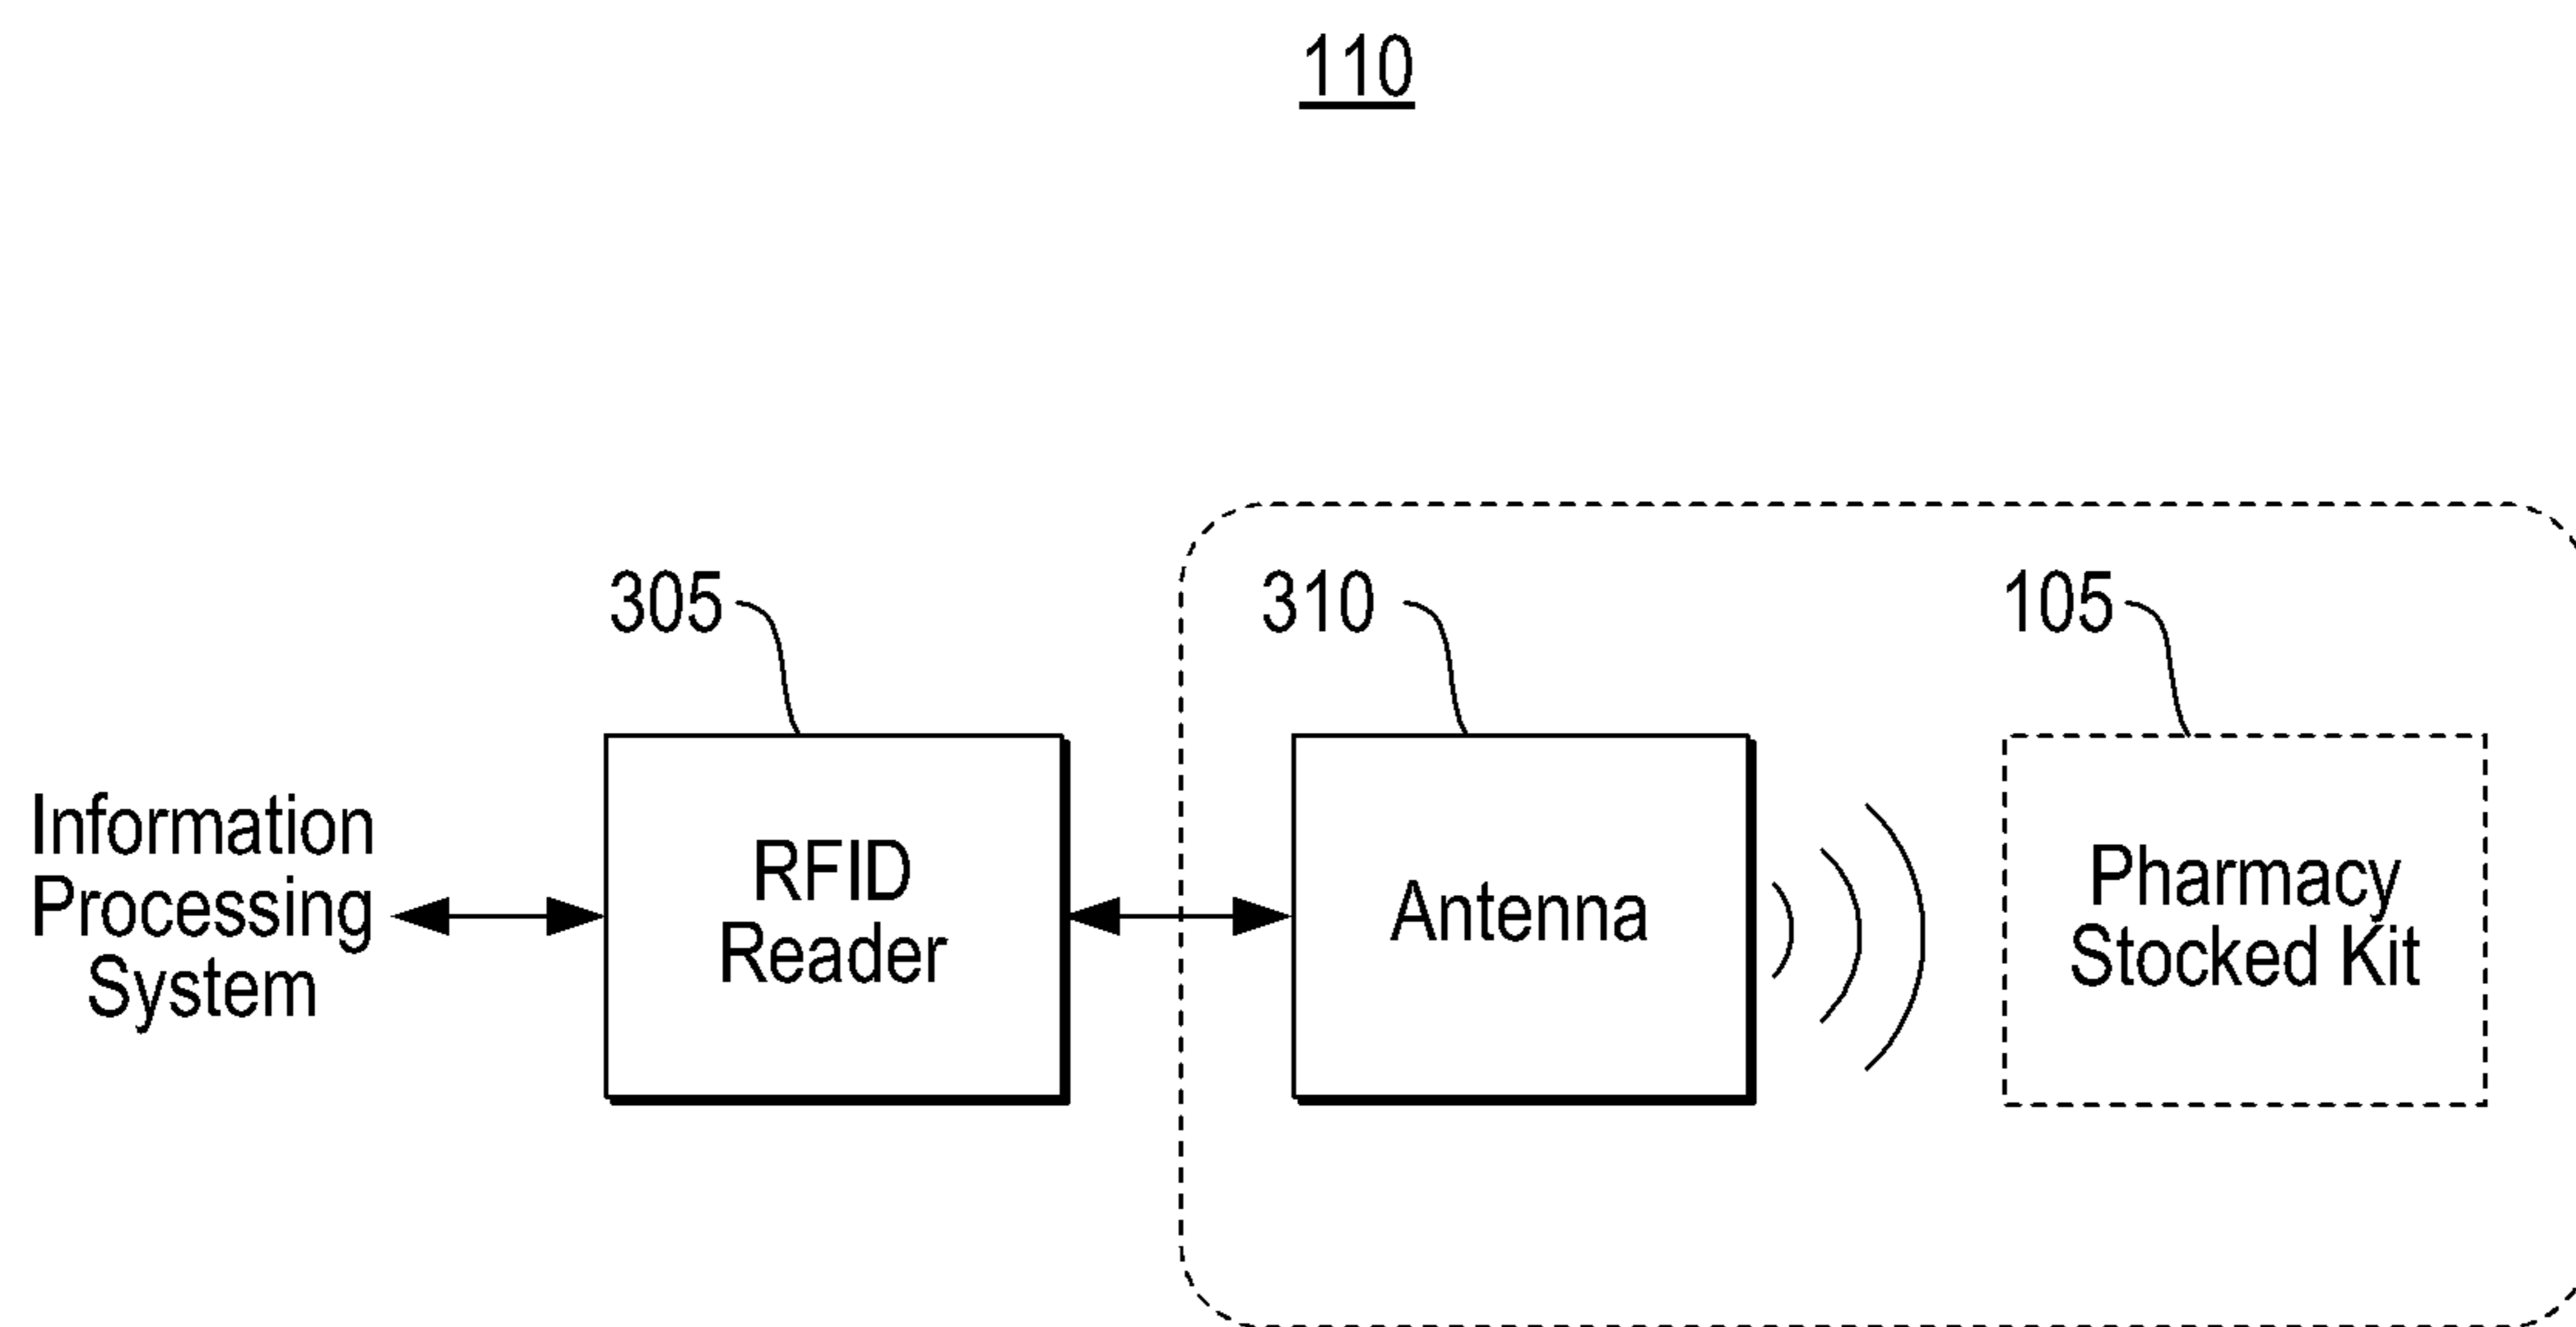 110
305
310
105
Information
Processing
System
RFID
Reader
Antenna
Pharmacy
Stocked Kit